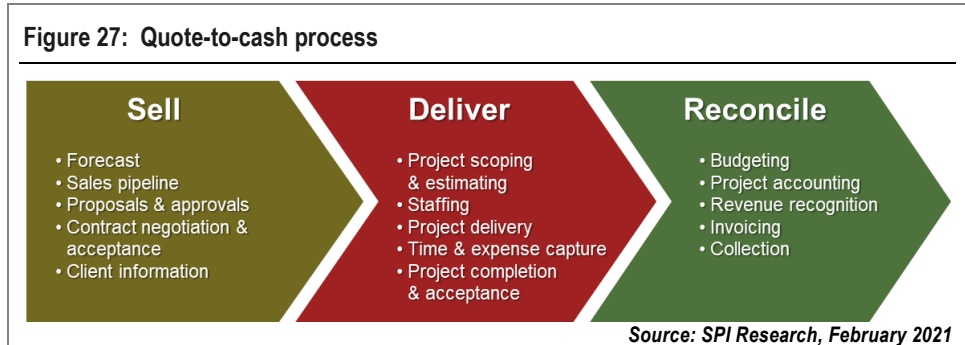 Figure 27: Quote-to-cash process
Sell
• Forecast
• Sales pipeline
• Proposals & approvals
• Contract negotiation &
acceptance
• Client information
Deliver
• Project scoping
& estimating
• Staffing
• Project delivery
• Time & expense capture
• Project completion
& acceptance
Reconcile
• Budgeting
• Project accounting
• Revenue recognition
• Invoicing
• Collection
Source: SPI Research, February 2021